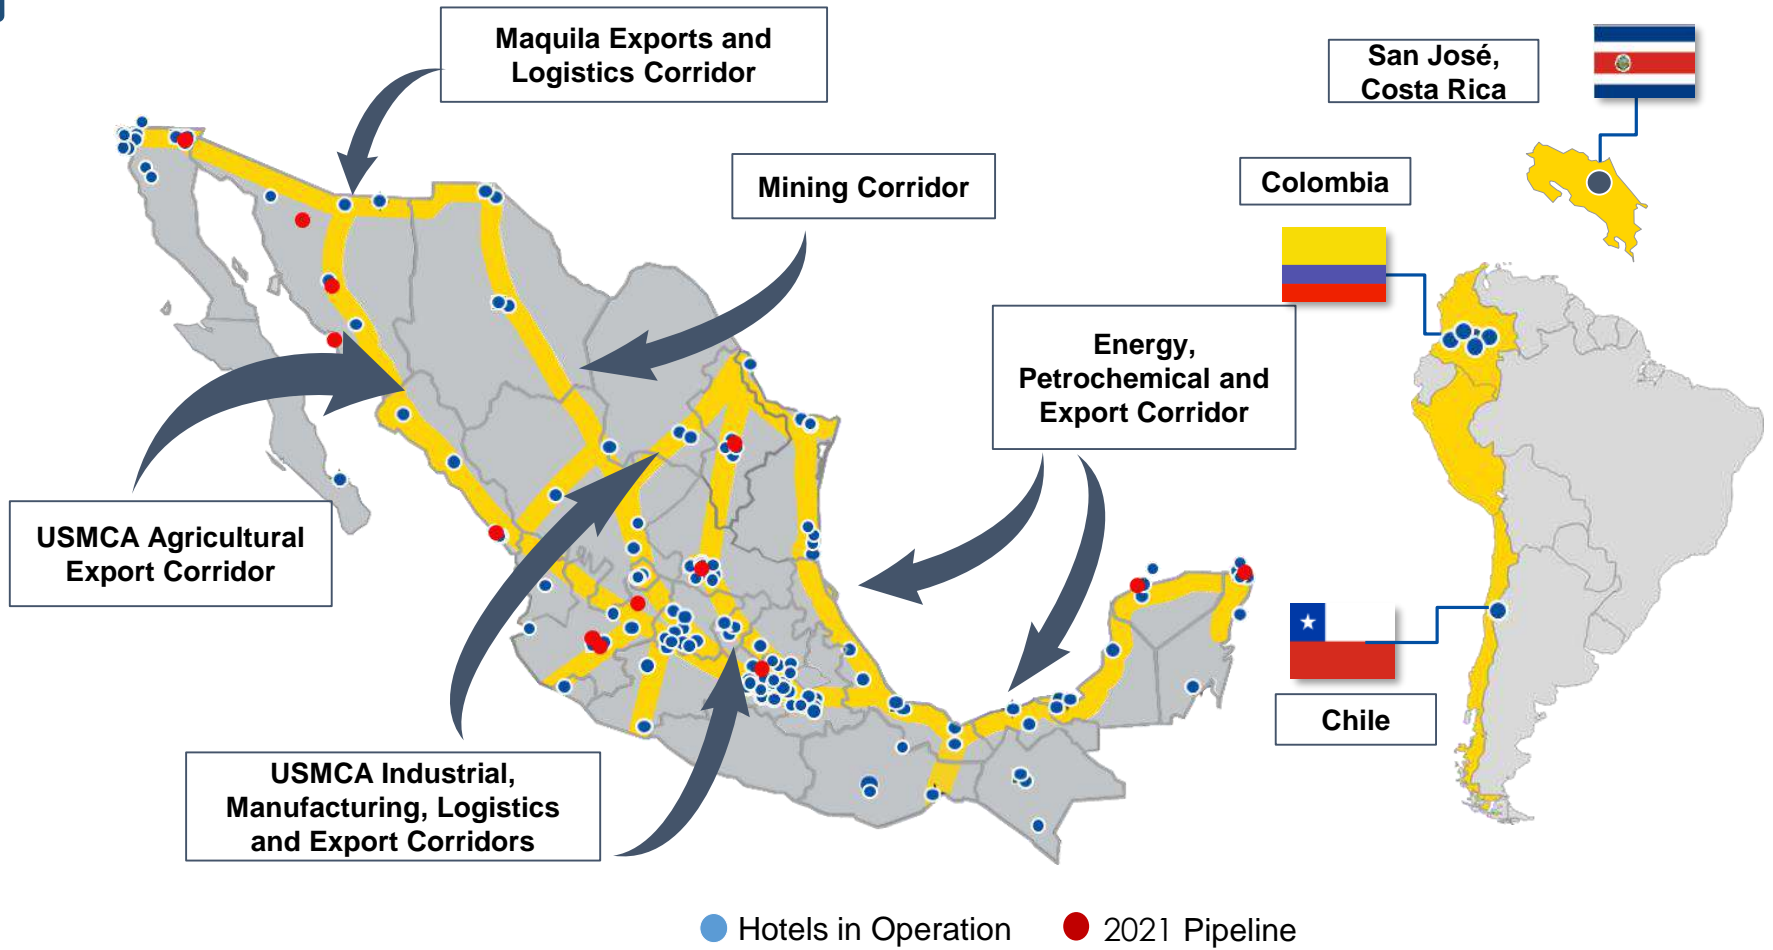 Maquila Exports and
Logistics Corridor
San José,
Costa Rica
Mining Corridor
Colombia
Energy,
Petrochemical and
Export Corridor
USMCA Agricultural
Export Corridor
Chile
USMCA Industrial,
Manufacturing, Logistics
and Export Corridors
Hotels in Operation
2021 Pipeline